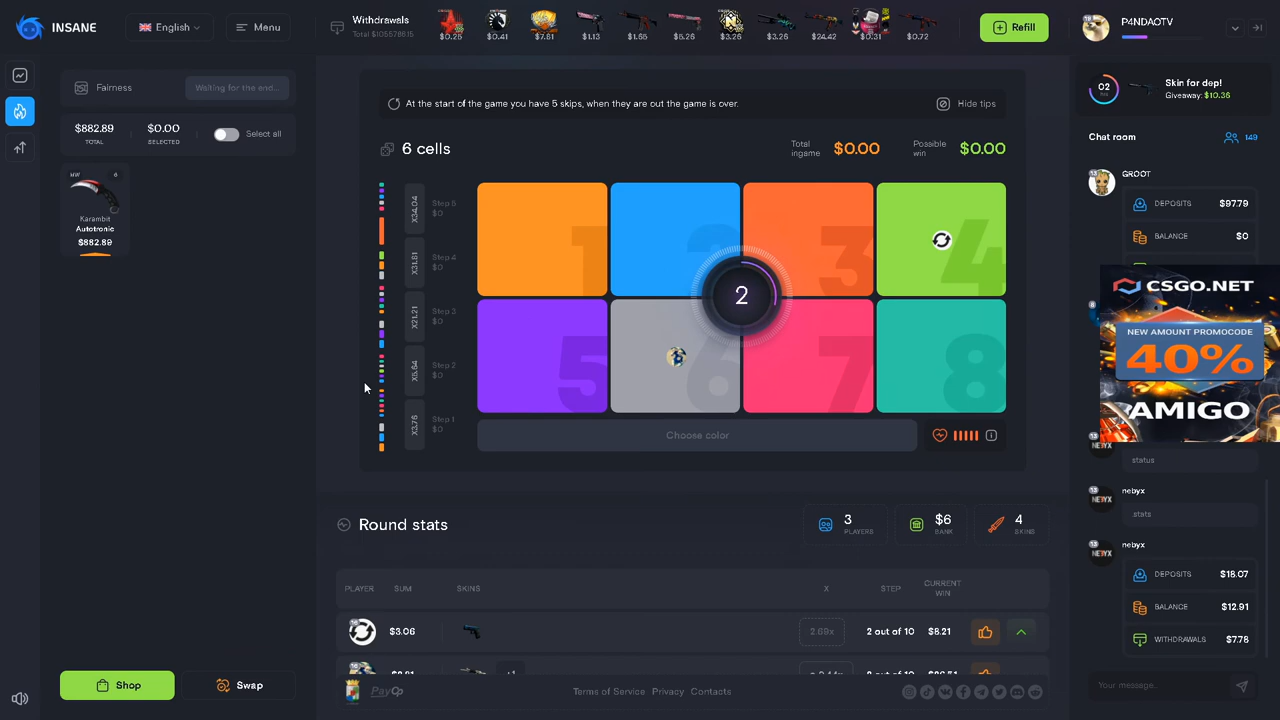 INSANE
English
Menu
Withdrawals
Total $105578615
$0.25
$0.41
$7.81
$1.13
$1.65
$5.26
$3.26
$3.26
$24.42
$0.31
$0.72
Refill
P4NDAOTV
Fairness
Waiting for the end...
$882.89
TOTAL
$0.00
SELECTED
Select all
MW
6
Karambit
Autotronic
$882.89
Shop
Swap
At the start of the game you have 5 skips, when they are out the game is over.
Hide tips
6 cells
Total ingame
$0.00
Possible win
$0.00
X34.04
Step 5
$0
X31.81
Step 4
$0
X21.21
Step 3
$0
X5.64
Step 2
$0
X3.76
Step 1
$0
1
2
3
4
5
6
7
8
2
Choose color
Round stats
3
PLAYERS
$6
BANK
4
SKINS
PLAYER
SUM
SKINS
X
STEP
CURRENT WIN
$3.06
2.69x
2 out of 10
$8.21
PayOp
Terms of Service
Privacy
Contacts
02
Skin for dep!
Giveaway: $10.36
Chat room
149
GROOT
DEPOSITS
$97.79
BALANCE
$0
CSGO.NET
NEW AMOUNT PROMOCODE
40%
AMIGO
status
nebyx
.stats
nebyx
DEPOSITS
$18.07
BALANCE
$12.91
WITHDRAWALS
$7.78
Your message..